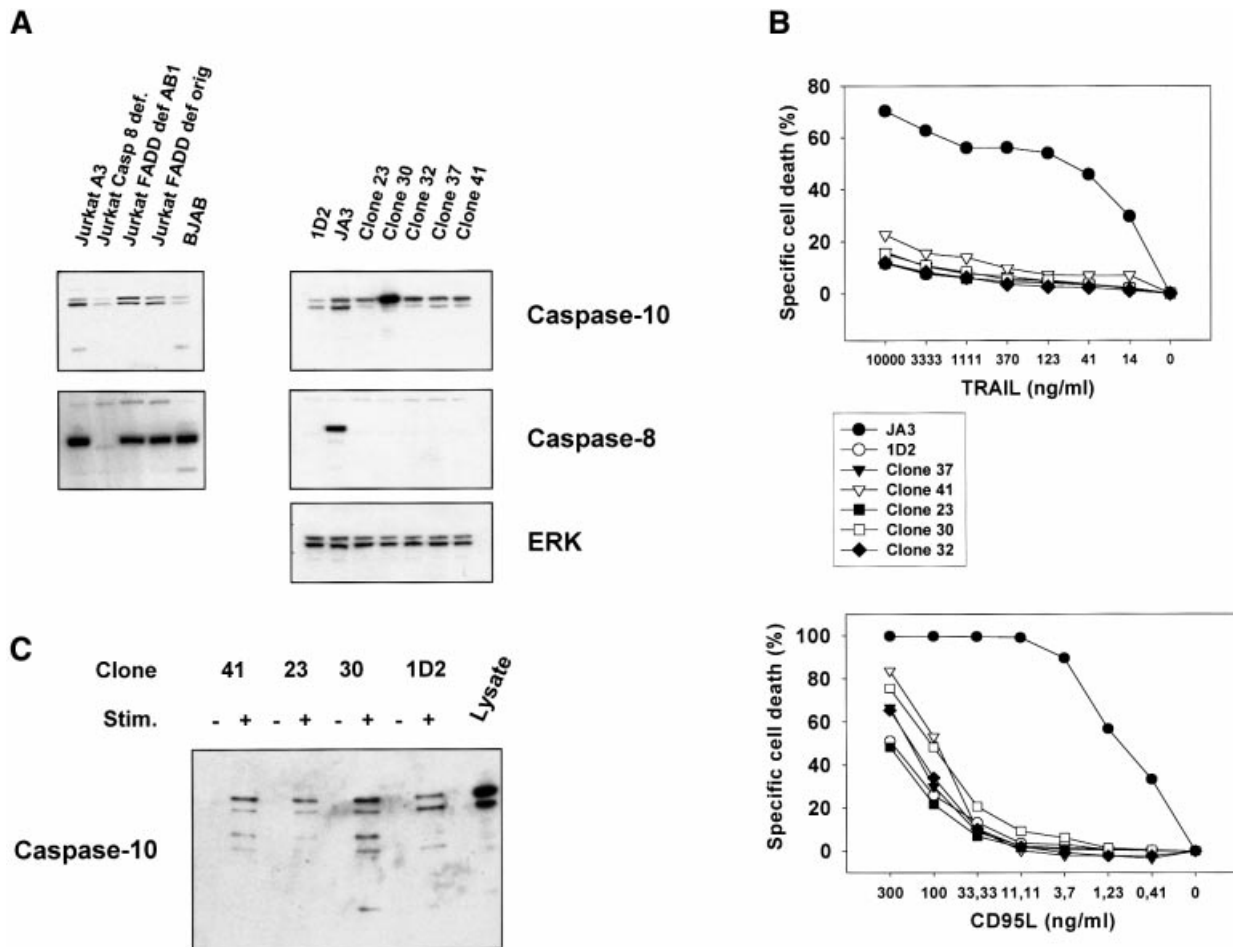 A
Jurkat A3
Jurkat Casp 8 def.
Jurkat FADD def AB1
Jurkat FADD def orig
BJAB
1D2
JA3
Clone 23
Clone 30
Clone 32
Clone 37
Clone 41
Caspase-10
Caspase-8
ERK
B
Specific cell death (%)
80
60
40
20
0
10000 3333 1111 370 123 41 14 0
TRAIL (ng/ml)
JA3
1D2
Clone 37
Clone 41
Clone 23
Clone 30
Clone 32
Specific cell death (%)
100
80
60
40
20
0
300 100 33,33 11,11 3,7 1,23 0,41 0
CD95L (ng/ml)
C
Clone 41 23 30 1D2 Lysate
Stim. - + - + - + - +
Caspase-10